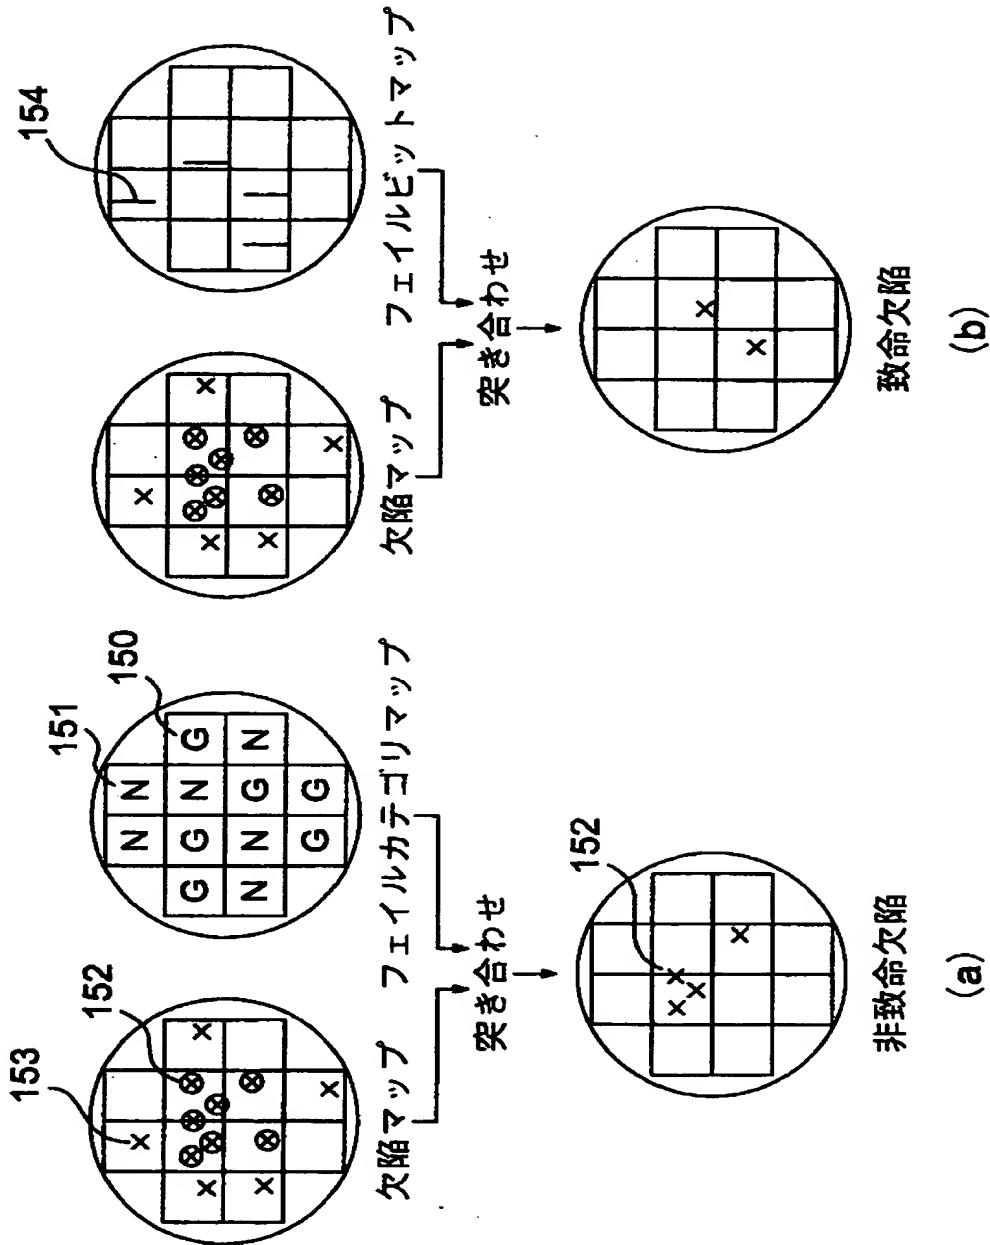 153
152
151
150
N N
G G N G
N N G N
G G
欠陥マップ
フェイルカテゴリマップ
突き合わせ
152
非致命欠陥
(a)
154
欠陥マップ
フェイルビットマップ
突き合わせ
致命欠陥
(b)